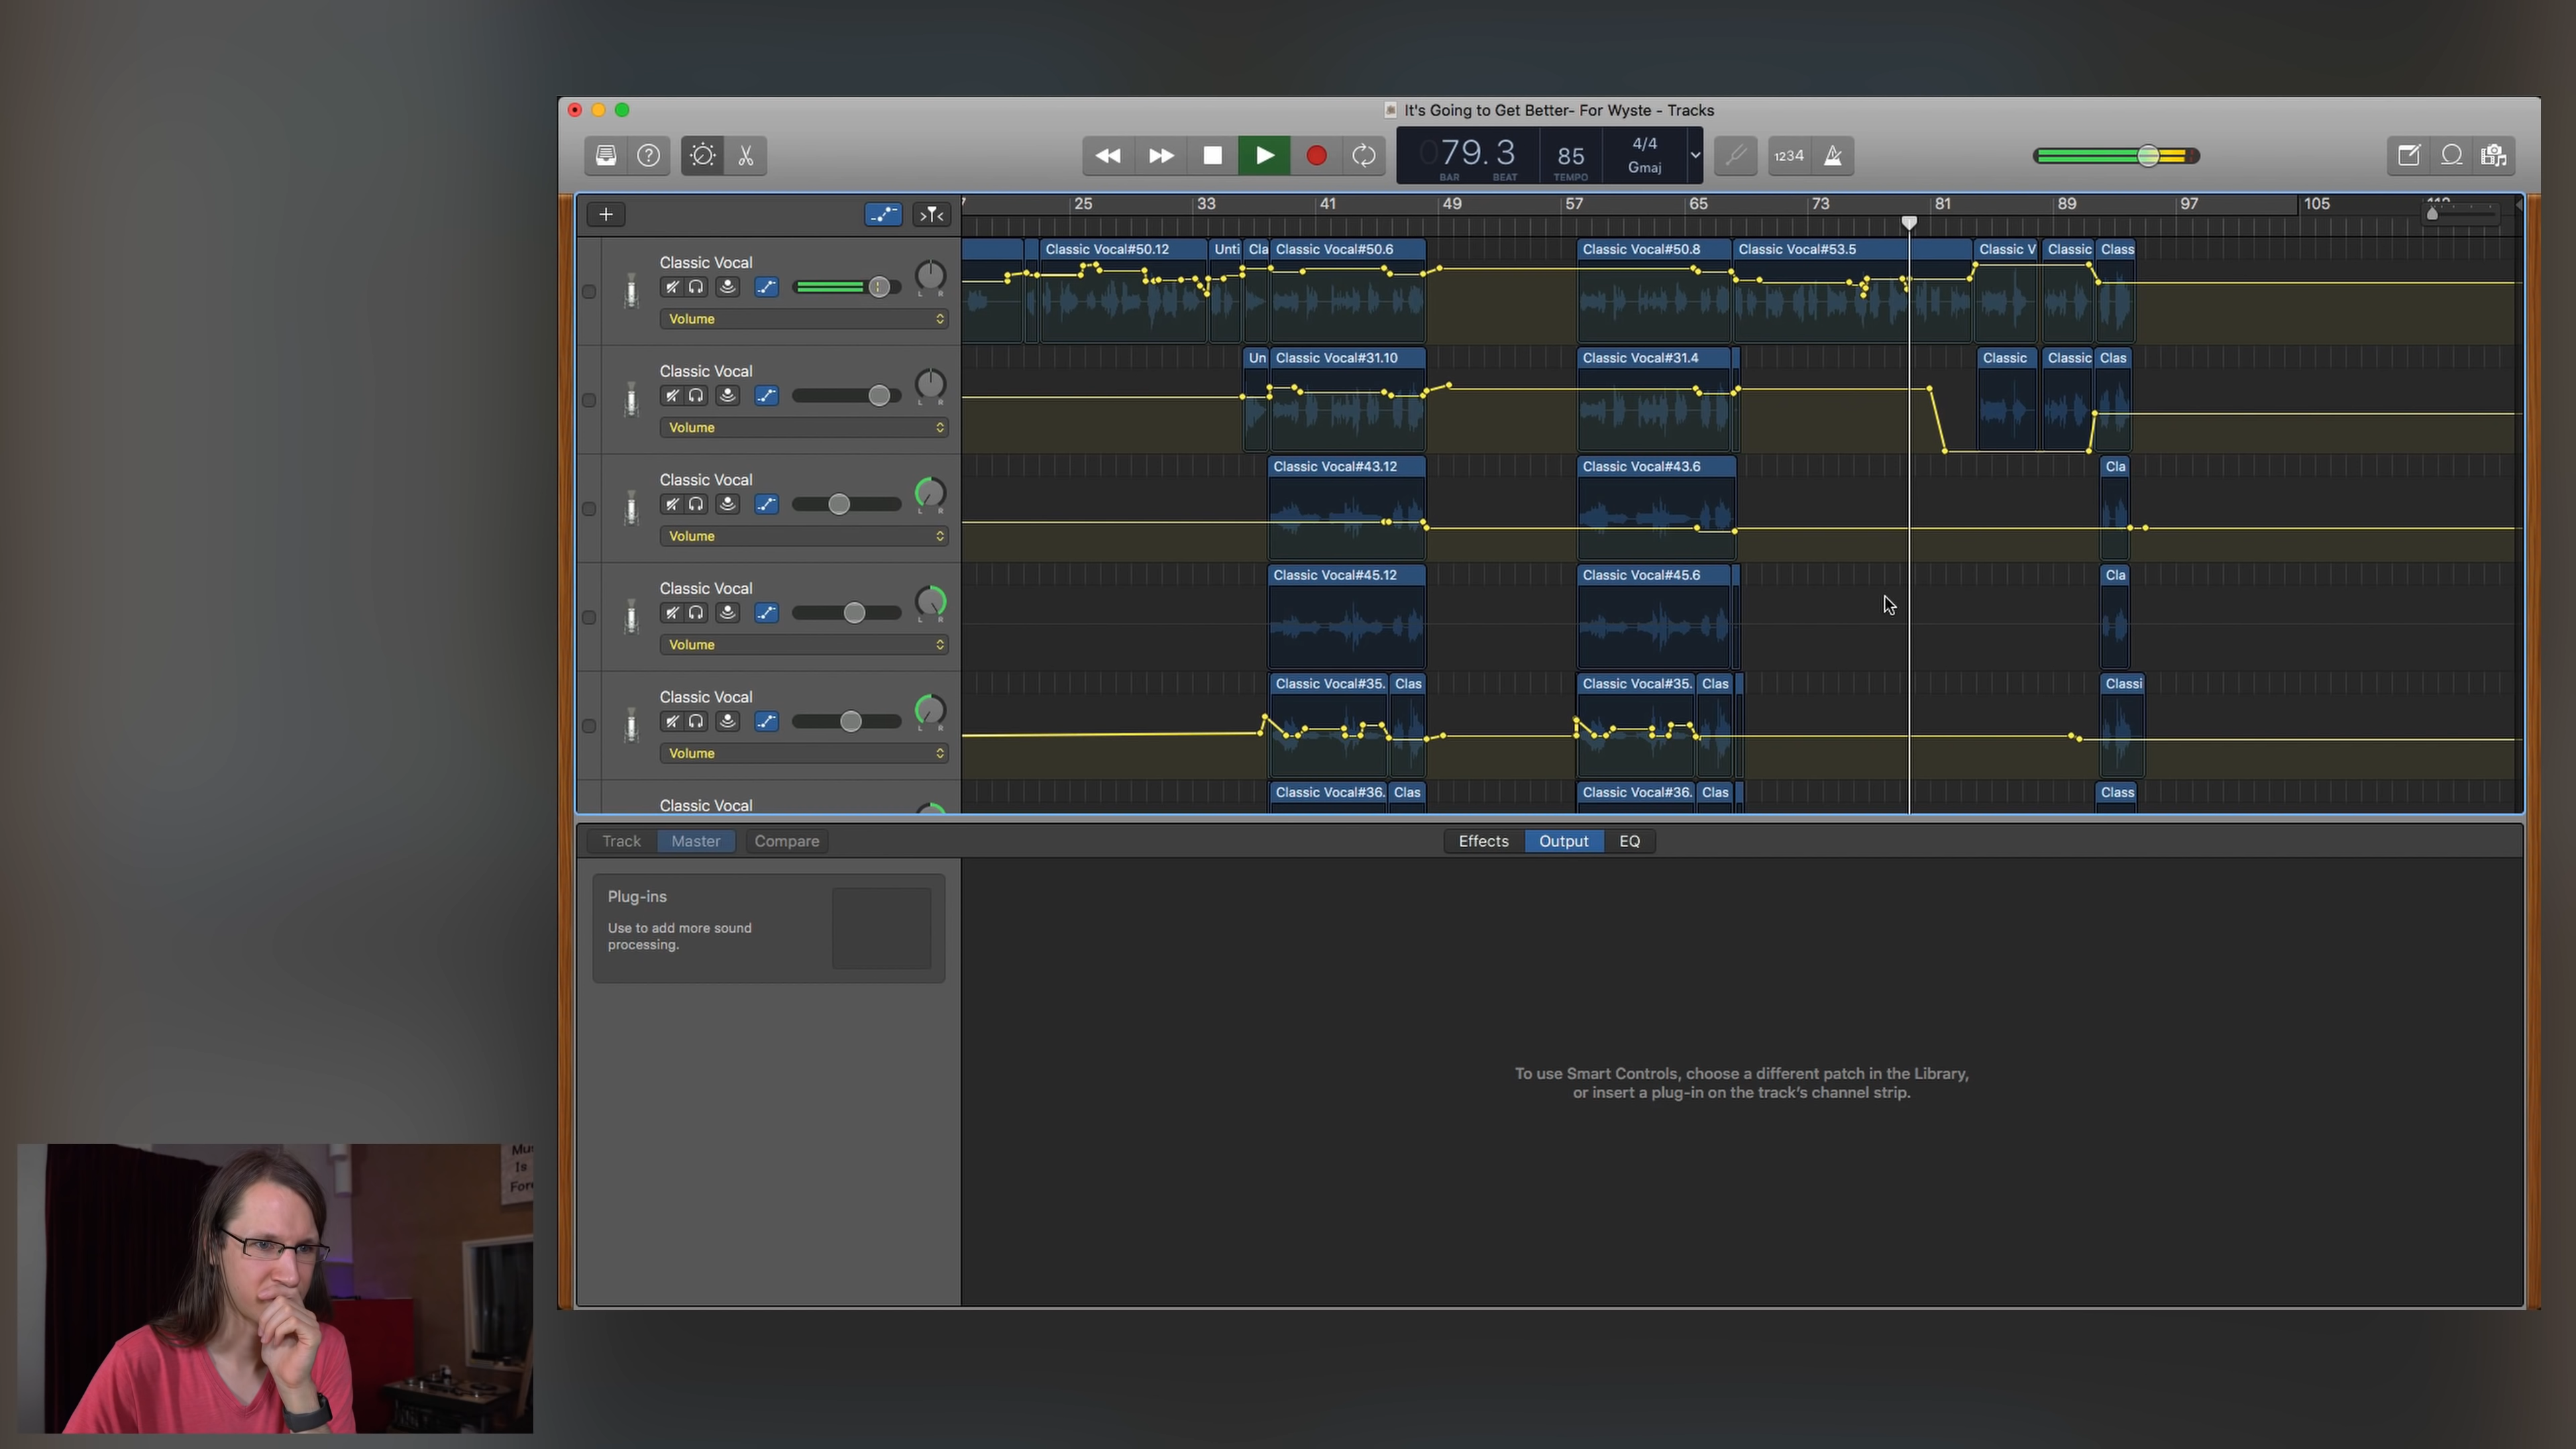 It's Going to Get Better- For Wyste - Tracks
79. 3
BAR
BEAT
85
TEMPO
4/4
Gmaj
1234
25
33
41
49
57
65
73
81
89
97
105
Classic Vocal
Volume
Classic Vocal#50.12
Unti
Cla
Classic Vocal#50.6
Classic Vocal#50.8
Classic Vocal#53.5
Classic V
Classic
Class
L R
Classic Vocal
Volume
Un
Classic Vocal#31.10
Classic Vocal#31.4
Classic
Classic
Clas
L R
Classic Vocal
Volume
Classic Vocal#43.12
Classic Vocal#43.6
Cla
L R
Classic Vocal
Volume
Classic Vocal#45.12
Classic Vocal#45.6
Cla
L R
Classic Vocal
Volume
Classic Vocal#35.
Clas
Classic Vocal#35.
Clas
Classi
L R
Classic Vocal
Classic Vocal#36.
Clas
Classic Vocal#36.
Clas
Class
Track
Master
Compare
Effects
Output
EQ
Plug-ins
Use to add more sound
processing.
To use Smart Controls, choose a different patch in the Library,
or insert a plug-in on the track's channel strip.
Mu
Is
Fore